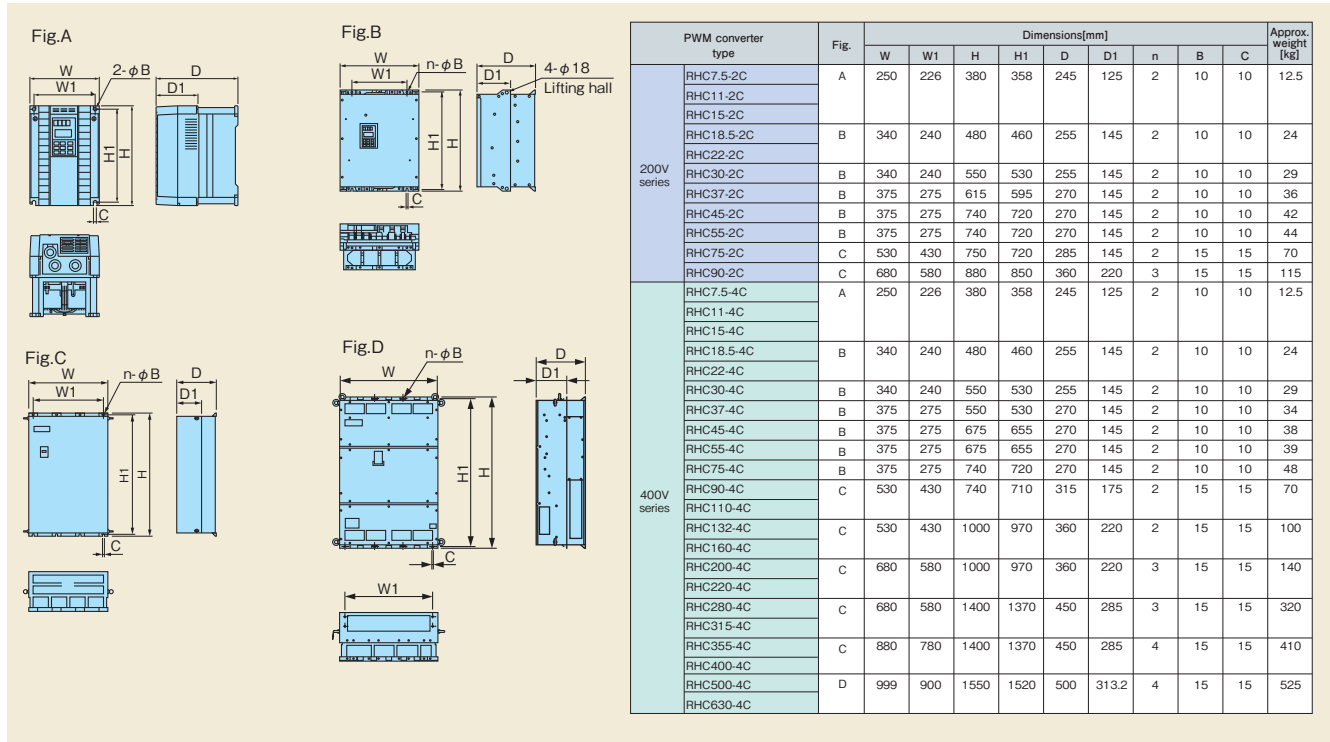 Fig.A
W
W1
2-φB
D
D1
H1
H
C
Fig.B
W
W1
n-φB
D
D1
4-φ18
Lifting hall
H1
H
C
Fig.C
W
W1
n-φB
D
D1
H1
H
C
Fig.D
W
n-φB
D
D1
H1
H
C
W1
PWM converter type Fig. Dimensions[mm] Approx. weight [kg]
W W1 H H1 D D1 n B C
200V series
RHC7.5-2C A 250 226 380 358 245 125 2 10 10 12.5
RHC11-2C
RHC15-2C
RHC18.5-2C B 340 240 480 460 255 145 2 10 10 24
RHC22-2C
RHC30-2C B 340 240 550 530 255 145 2 10 10 29
RHC37-2C B 375 275 615 595 270 145 2 10 10 36
RHC45-2C B 375 275 740 720 270 145 2 10 10 42
RHC55-2C B 375 275 740 720 270 145 2 10 10 44
RHC75-2C C 530 430 750 720 285 145 2 15 15 70
RHC90-2C C 680 580 880 850 360 220 3 15 15 115
400V series
RHC7.5-4C A 250 226 380 358 245 125 2 10 10 12.5
RHC11-4C
RHC15-4C
RHC18.5-4C B 340 240 480 460 255 145 2 10 10 24
RHC22-4C
RHC30-4C B 340 240 550 530 255 145 2 10 10 29
RHC37-4C B 375 275 550 530 270 145 2 10 10 34
RHC45-4C B 375 275 675 655 270 145 2 10 10 38
RHC55-4C B 375 275 675 655 270 145 2 10 10 39
RHC75-4C B 375 275 740 720 270 145 2 10 10 48
RHC90-4C C 530 430 740 710 315 175 2 15 15 70
RHC110-4C
RHC132-4C C 530 430 1000 970 360 220 2 15 15 100
RHC160-4C
RHC200-4C C 680 580 1000 970 360 220 3 15 15 140
RHC220-4C
RHC280-4C C 680 580 1400 1370 450 285 3 15 15 320
RHC315-4C
RHC355-4C C 880 780 1400 1370 450 285 4 15 15 410
RHC400-4C
RHC500-4C D 999 900 1550 1520 500 313.2 4 15 15 525
RHC630-4C